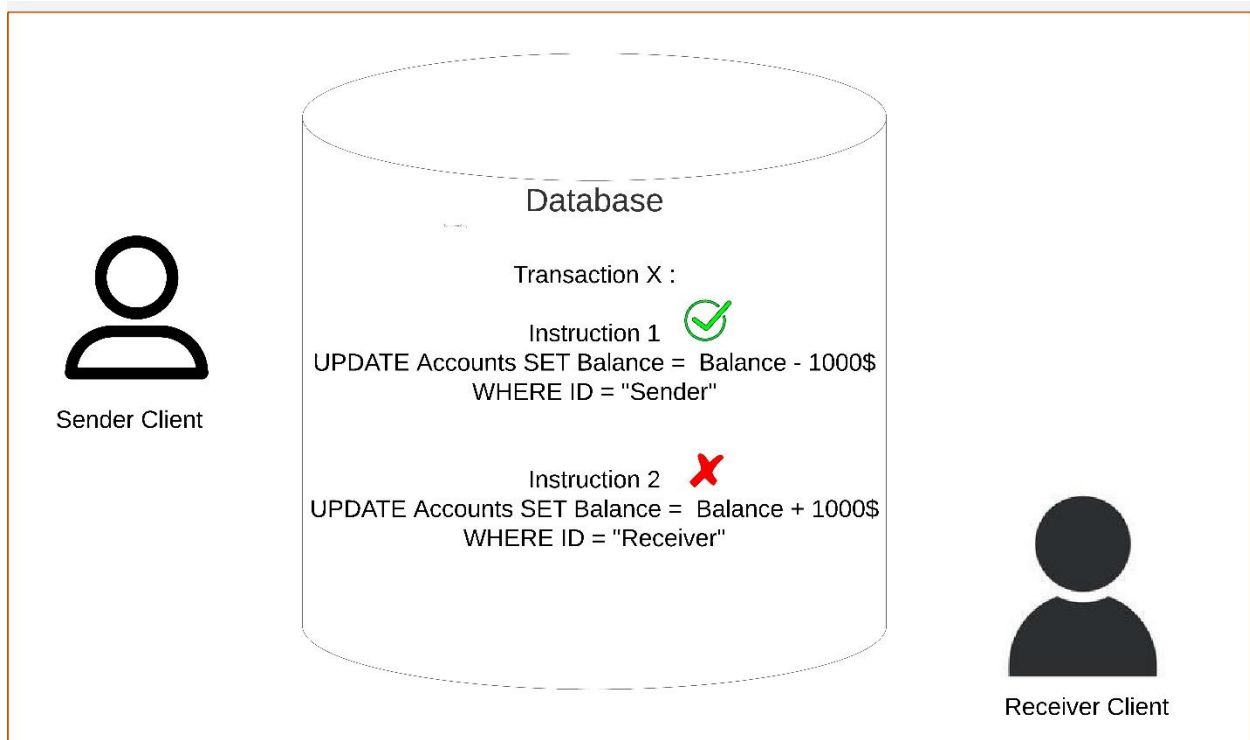 Database
Transaction X :
Instruction 1
UPDATE Accounts SET Balance = Balance - 1000$
WHERE ID = "Sender"
Sender Client
Instruction 2
UPDATE Accounts SET Balance = Balance + 1000$
WHERE ID = "Receiver"
Receiver Client